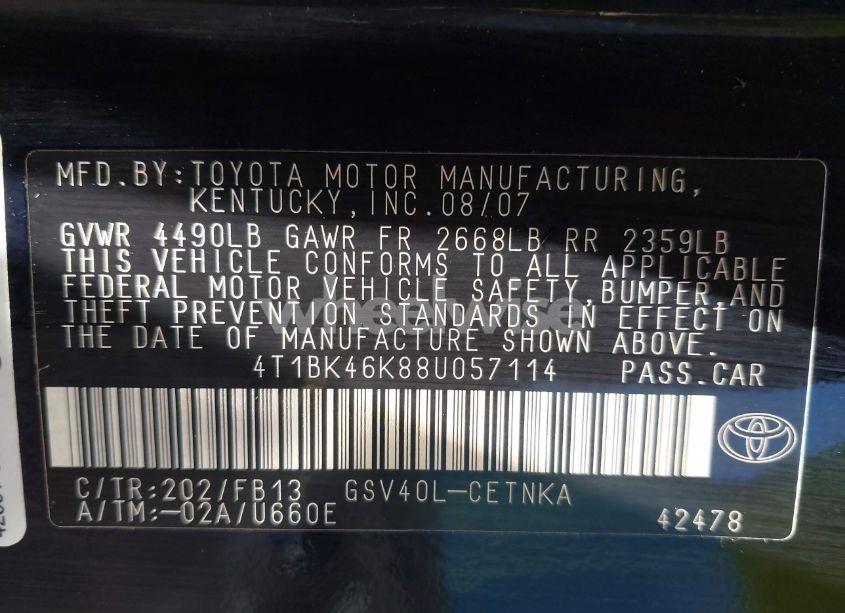 MFD.BY:TOYOTA MOTOR MANUFACTURING,
KENTUCKY,INC.08/07
GVWR 4490LB GAWR FR 2668LB RR 2359LB
THIS VEHICLE CONFORMS TO ALL APPLICABLE
FEDERAL MOTOR VEHICLE SAFETY,BUMPER,AND
THEFT PREVENTION STANDARDS IN EFFECT ON
THE DATE OF MANUFACTURE SHOWN ABOVE.
4T1BK46K88U057114 PASS.CAR
C/TR:202/FB13 GSV40L-CETNKA
A/TM:-02A/U660E 42478